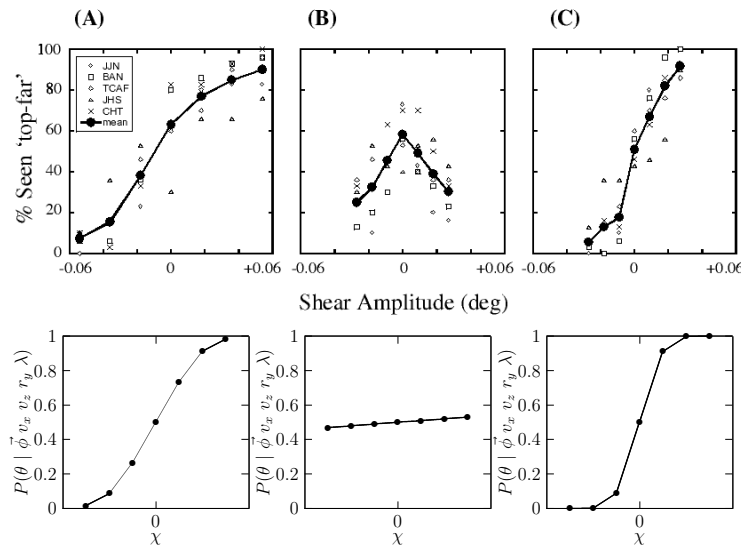 (A)
(B)
(C)
100
80
60
40
20
0
% Seen ‘top-far’
JJN
BAN
TCAF
JHS
CHT
mean
-0.06 0 +0.06
-0.06 0 +0.06
-0.06 0 +0.06
Shear Amplitude (deg)
P(θ | ϕ⃗ v_x v_z r_y λ)
1
0.8
0.6
0.4
0.2
0
0
χ
P(θ | ϕ⃗ v_x v_z r_y λ)
1
0.8
0.6
0.4
0.2
0
0
χ
P(θ | ϕ⃗ v_x v_z r_y λ)
1
0.8
0.6
0.4
0.2
0
0
χ